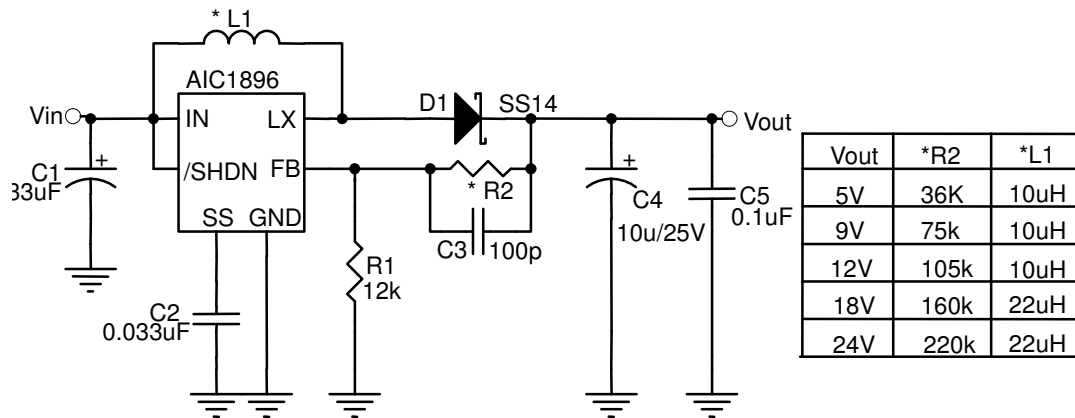 * L1
AIC1896
Vin
IN
LX
D1
SS14
Vout
C1
33uF
+
/SHDN
FB
* R2
+
C4
10u/25V
C5
0.1uF
SS
GND
C3
100p
R1
12k
C2
0.033uF
Vout *R2 *L1
5V 36K 10uH
9V 75k 10uH
12V 105k 10uH
18V 160k 22uH
24V 220k 22uH